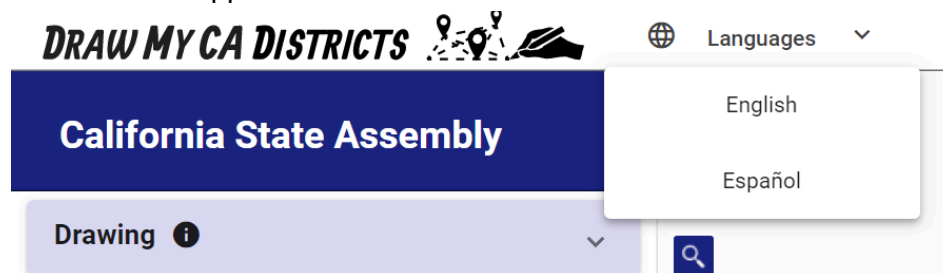 DRAW MY CA DISTRICTS
Languages
English
Español
California State Assembly
Drawing